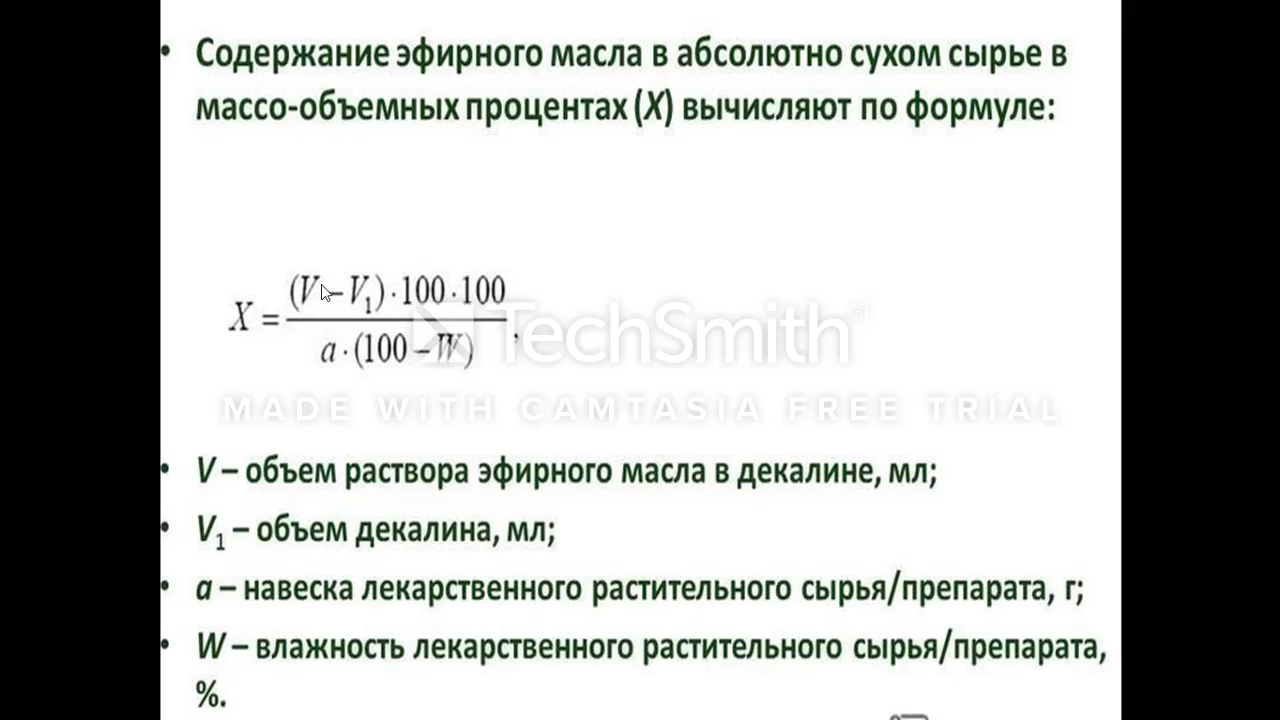 • Содержание эфирного масла в абсолютно сухом сырье в
массо-объемных процентах (X) вычисляют по формуле:
X = (V – V₁) · 100 · 100 / a · (100 – W) ,
TechSmith®
MADE WITH CAMTASIA FREE TRIAL
• V – объем раствора эфирного масла в декалине, мл;
• V₁ – объем декалина, мл;
• a – навеска лекарственного растительного сырья/препарата, г;
• W – влажность лекарственного растительного сырья/препарата,
%.